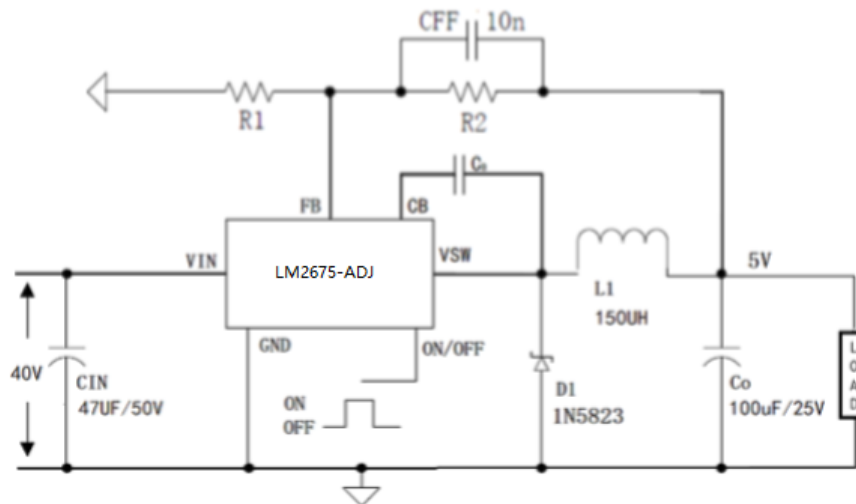 CFF 10n
R1
R2
FB
CB
VIN
LM2675-ADJ
VSW
5V
L1
150UH
GND
ON/OFF
40V
CIN
47UF/50V
ON
OFF
D1
1N5823
Co
100uF/25V
LOAD